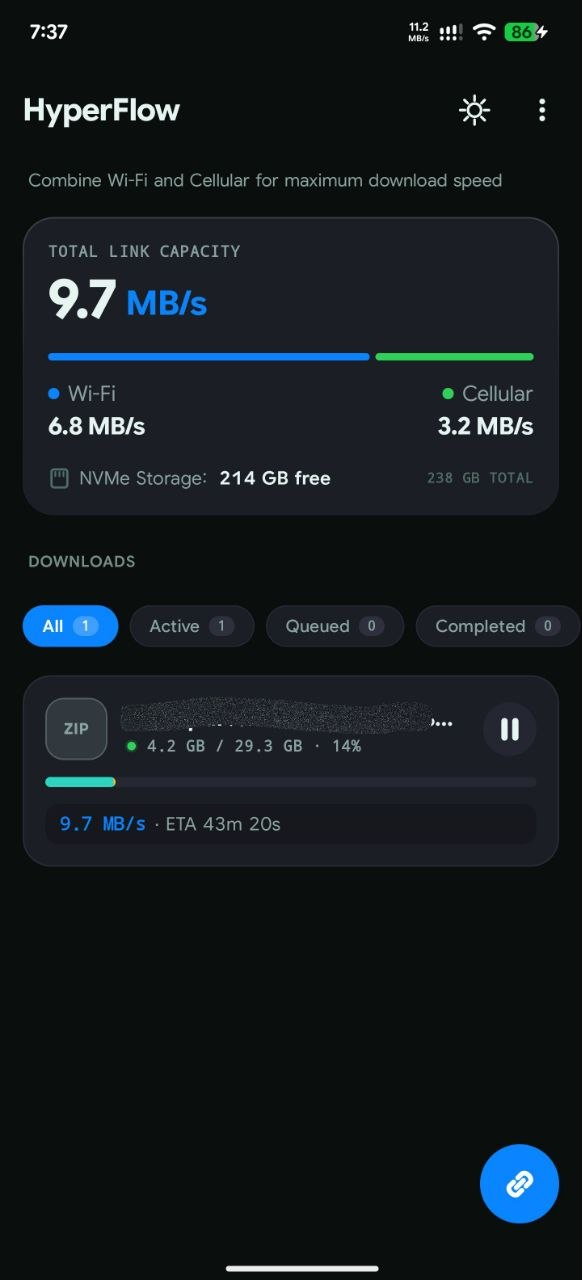 7:37
11.2
MB/s
86
HyperFlow
Combine Wi-Fi and Cellular for maximum download speed
TOTAL LINK CAPACITY
9.7 MB/s
Wi-Fi
Cellular
6.8 MB/s
3.2 MB/s
NVMe Storage: 214 GB free
238 GB TOTAL
DOWNLOADS
All 1
Active 1
Queued 0
Completed 0
ZIP
4.2 GB / 29.3 GB · 14%
9.7 MB/s · ETA 43m 20s